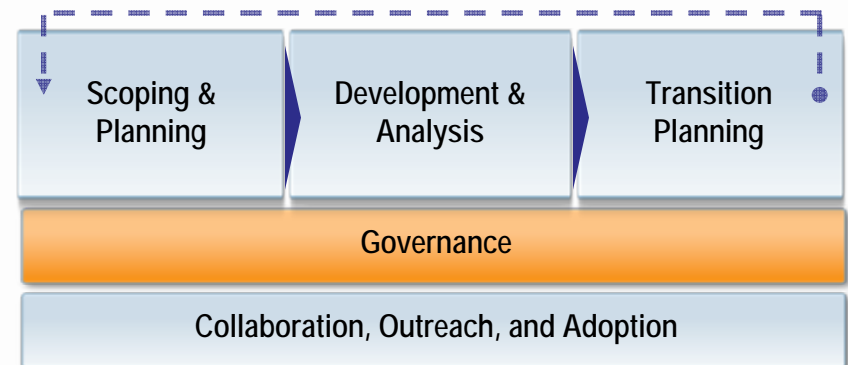 Scoping &
Planning
Development &
Analysis
Transition
Planning
Governance
Collaboration, Outreach, and Adoption